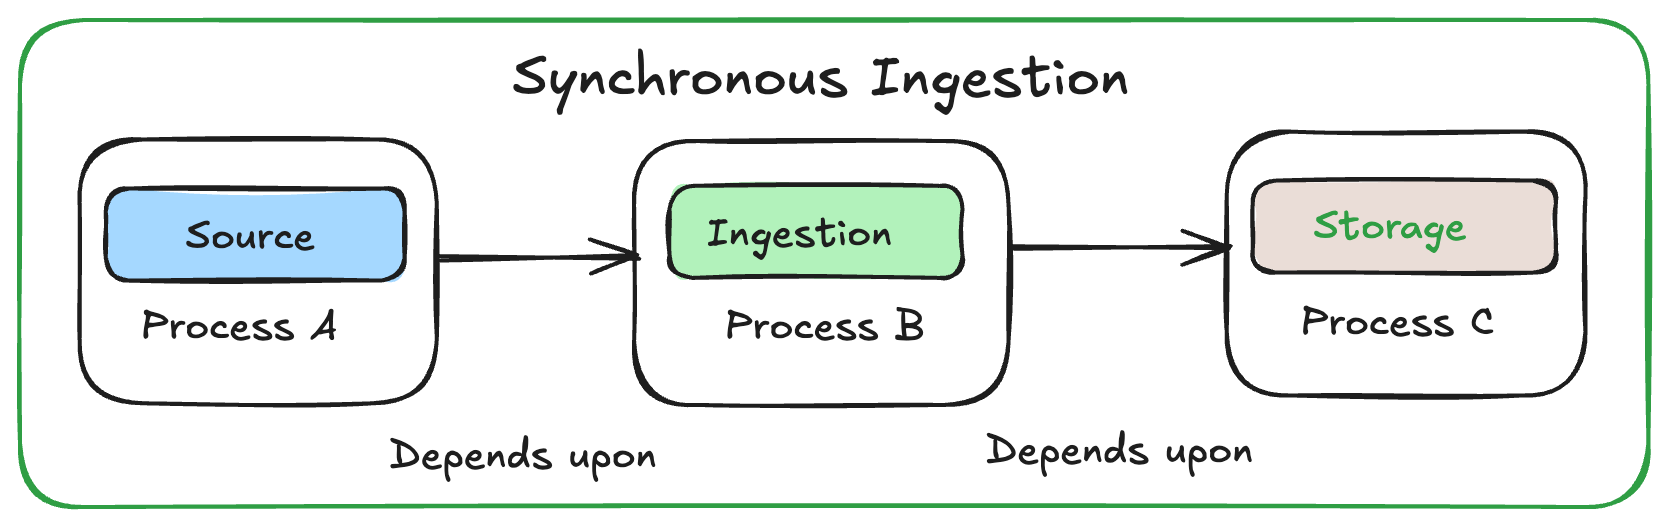 Synchronous Ingestion
Source
Process A
Ingestion
Process B
Storage
Process C
Depends upon
Depends upon